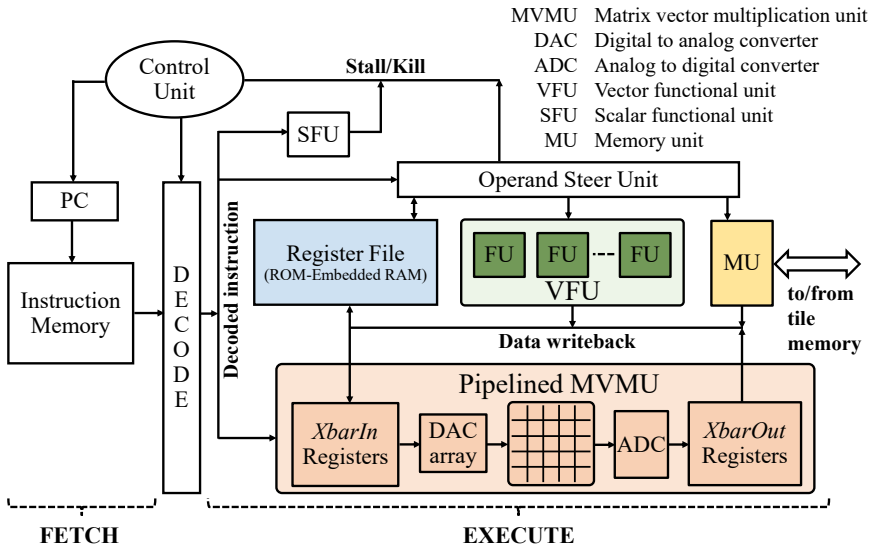 MVMU Matrix vector multiplication unit
DAC Digital to analog converter
ADC Analog to digital converter
VFU Vector functional unit
SFU Scalar functional unit
MU Memory unit
Control
Unit
Stall/Kill
SFU
PC
Operand Steer Unit
Instruction
Memory
D
E
C
O
D
E
Decoded instruction
Register File
(ROM-Embedded RAM)
FU
FU
FU
VFU
MU
to/from
tile
memory
Data writeback
Pipelined MVMU
XbarIn
Registers
DAC
array
ADC
XbarOut
Registers
FETCH
EXECUTE